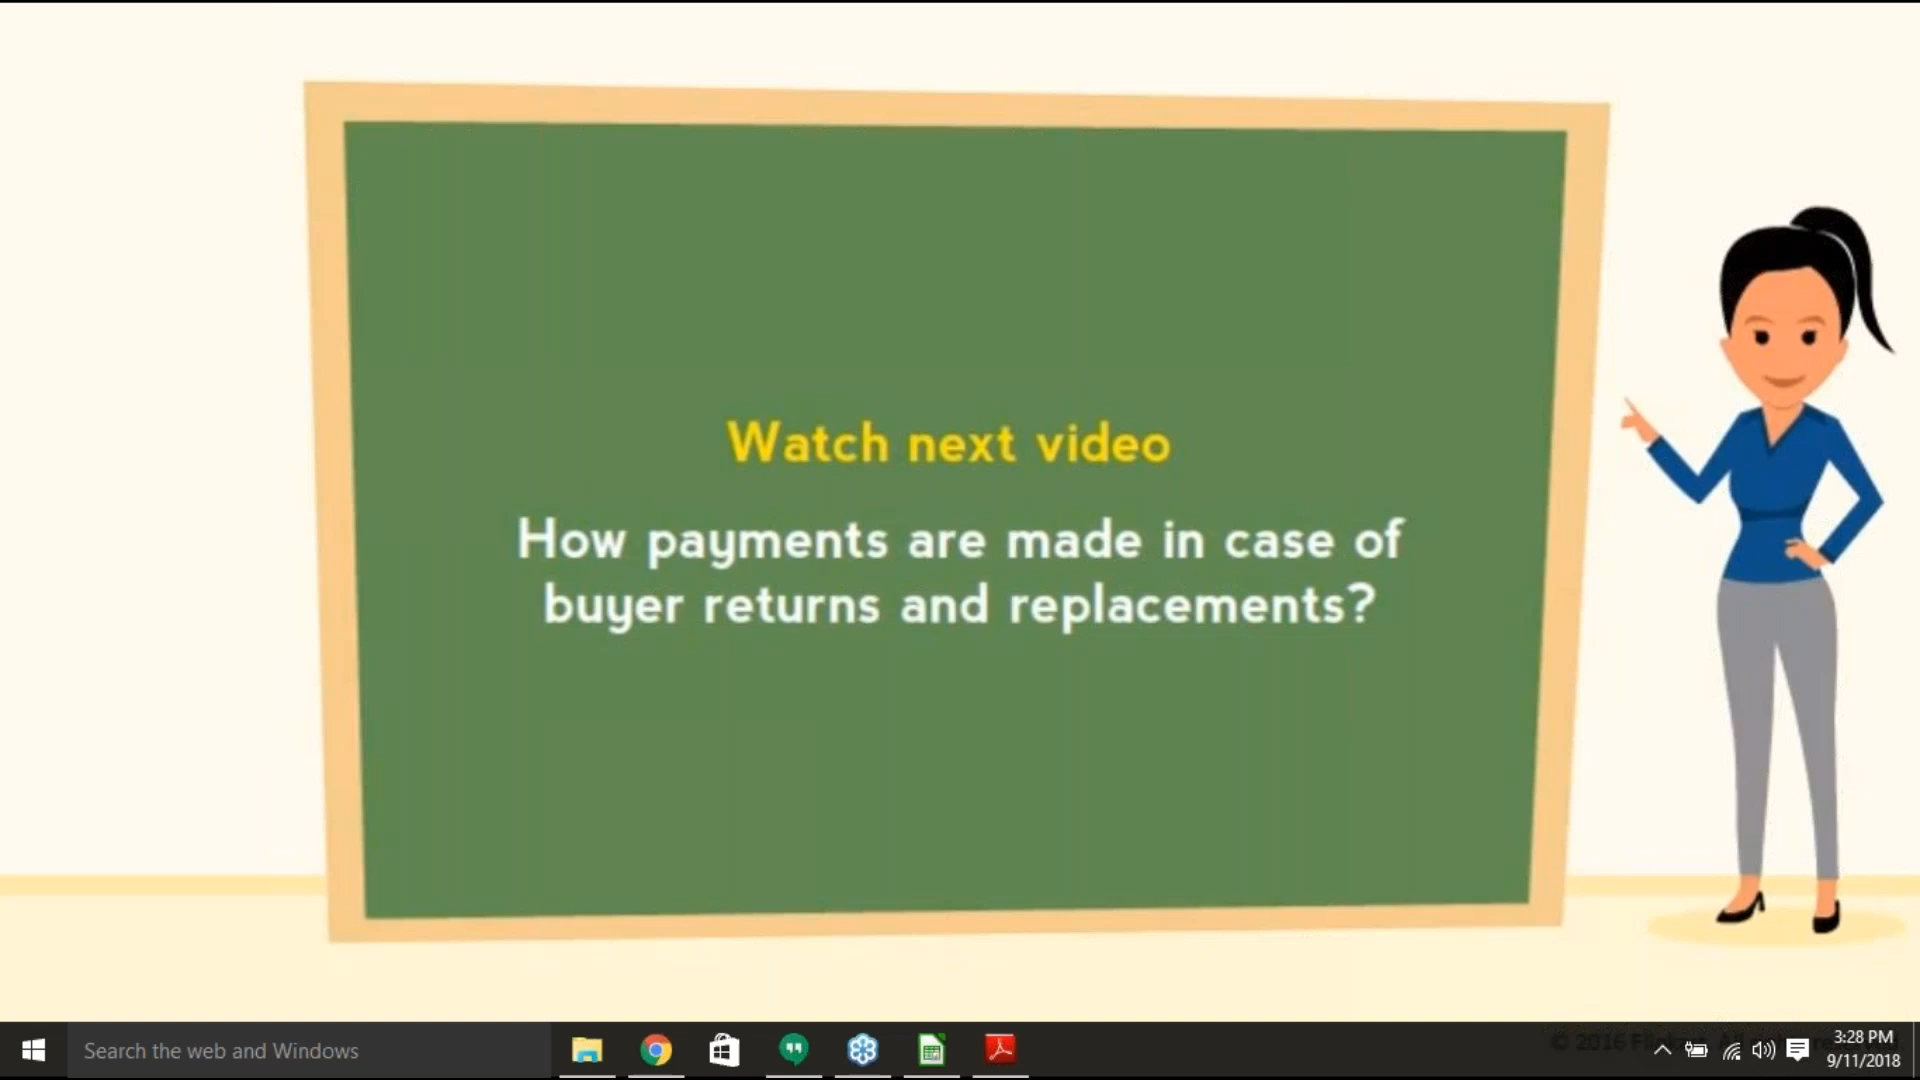 Watch next video
How payments are made in case of
buyer returns and replacements?
Search the web and Windows
© 2016
3:28 PM
9/11/2018